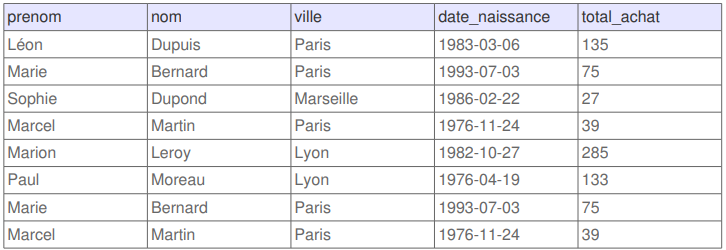 prenom nom ville date_naissance total_achat
Léon Dupuis Paris 1983-03-06 135
Marie Bernard Paris 1993-07-03 75
Sophie Dupond Marseille 1986-02-22 27
Marcel Martin Paris 1976-11-24 39
Marion Leroy Lyon 1982-10-27 285
Paul Moreau Lyon 1976-04-19 133
Marie Bernard Paris 1993-07-03 75
Marcel Martin Paris 1976-11-24 39